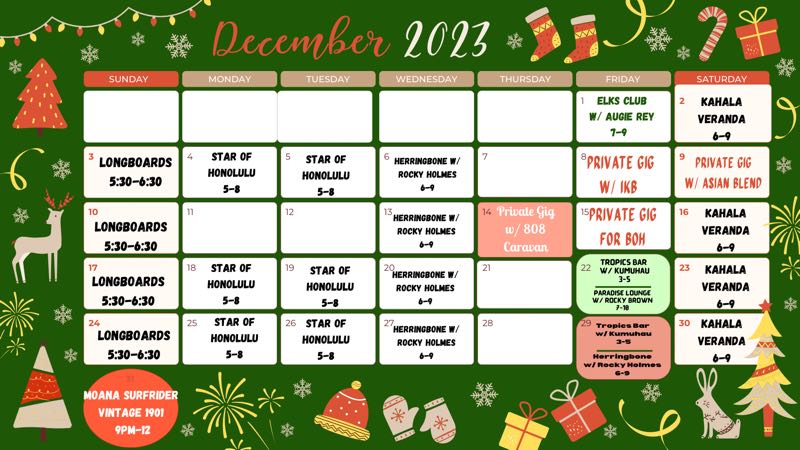 December 2023
SUNDAY MONDAY TUESDAY WEDNESDAY THURSDAY FRIDAY SATURDAY
1
ELKS CLUB
W/ AUGIE REY
7-9
2
KAHALA
VERANDA
6-9
3
LONGBOARDS
5:30-6:30
4
STAR OF
HONOLULU
5-8
5
STAR OF
HONOLULU
5-8
6
HERRINGBONE W/
ROCKY HOLMES
6-9
7
8
PRIVATE GIG
W/ IKB
9
PRIVATE GIG
W/ ASIAN BLEND
10
LONGBOARDS
5:30-6:30
11
12
13
HERRINGBONE W/
ROCKY HOLMES
6-9
14
Private Gig
w/ 808
Caravan
15
PRIVATE GIG
FOR BOH
16
KAHALA
VERANDA
6-9
17
LONGBOARDS
5:30-6:30
18
STAR OF
HONOLULU
5-8
19
STAR OF
HONOLULU
5-8
20
HERRINGBONE W/
ROCKY HOLMES
6-9
21
22
TROPICS BAR
W/ KUMUHAU
3-5
PARADISE LOUNGE
W/ ROCKY BROWN
7-10
23
KAHALA
VERANDA
6-9
24
LONGBOARDS
5:30-6:30
25
STAR OF
HONOLULU
5-8
26
STAR OF
HONOLULU
5-8
27
HERRINGBONE W/
ROCKY HOLMES
6-9
28
29
Tropics Bar
w/ Kumuhau
3-5
Herringbone
w/ Rocky Holmes
6-9
30
KAHALA
VERANDA
6-9
31
MOANA SURFRIDER
VINTAGE 1901
9PM-12